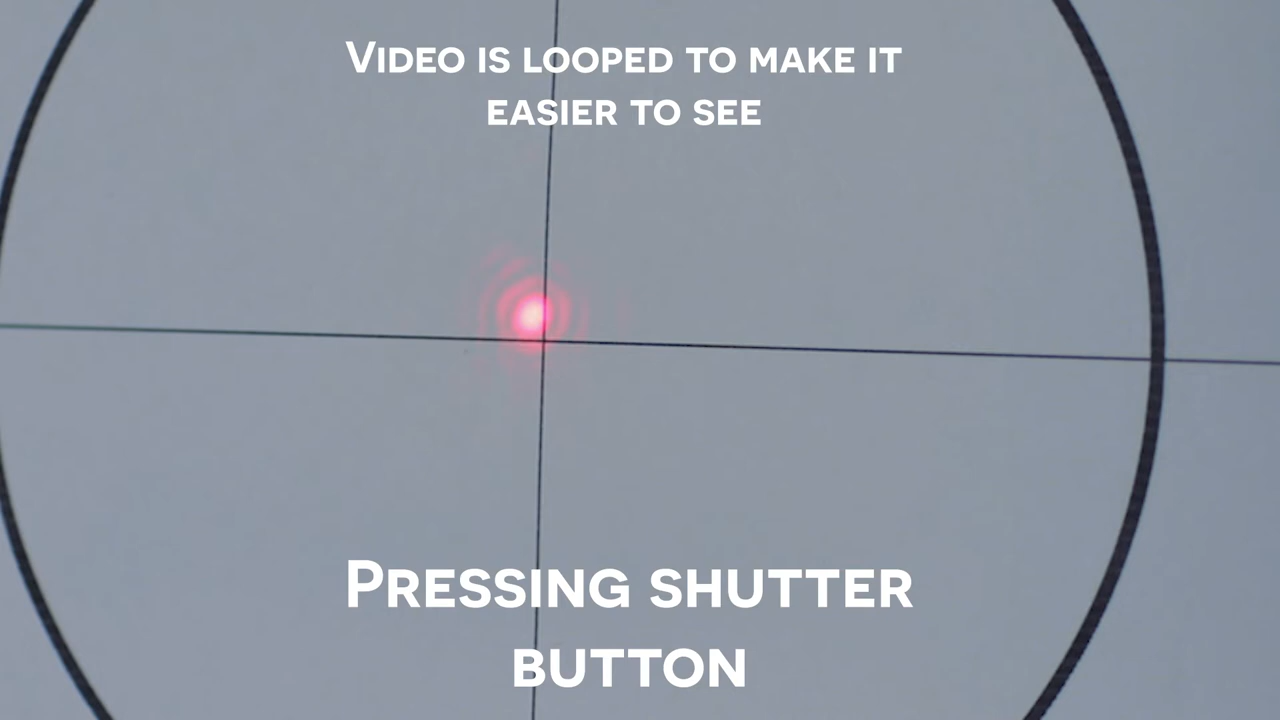 Video is looped to make it
easier to see
Pressing shutter
button